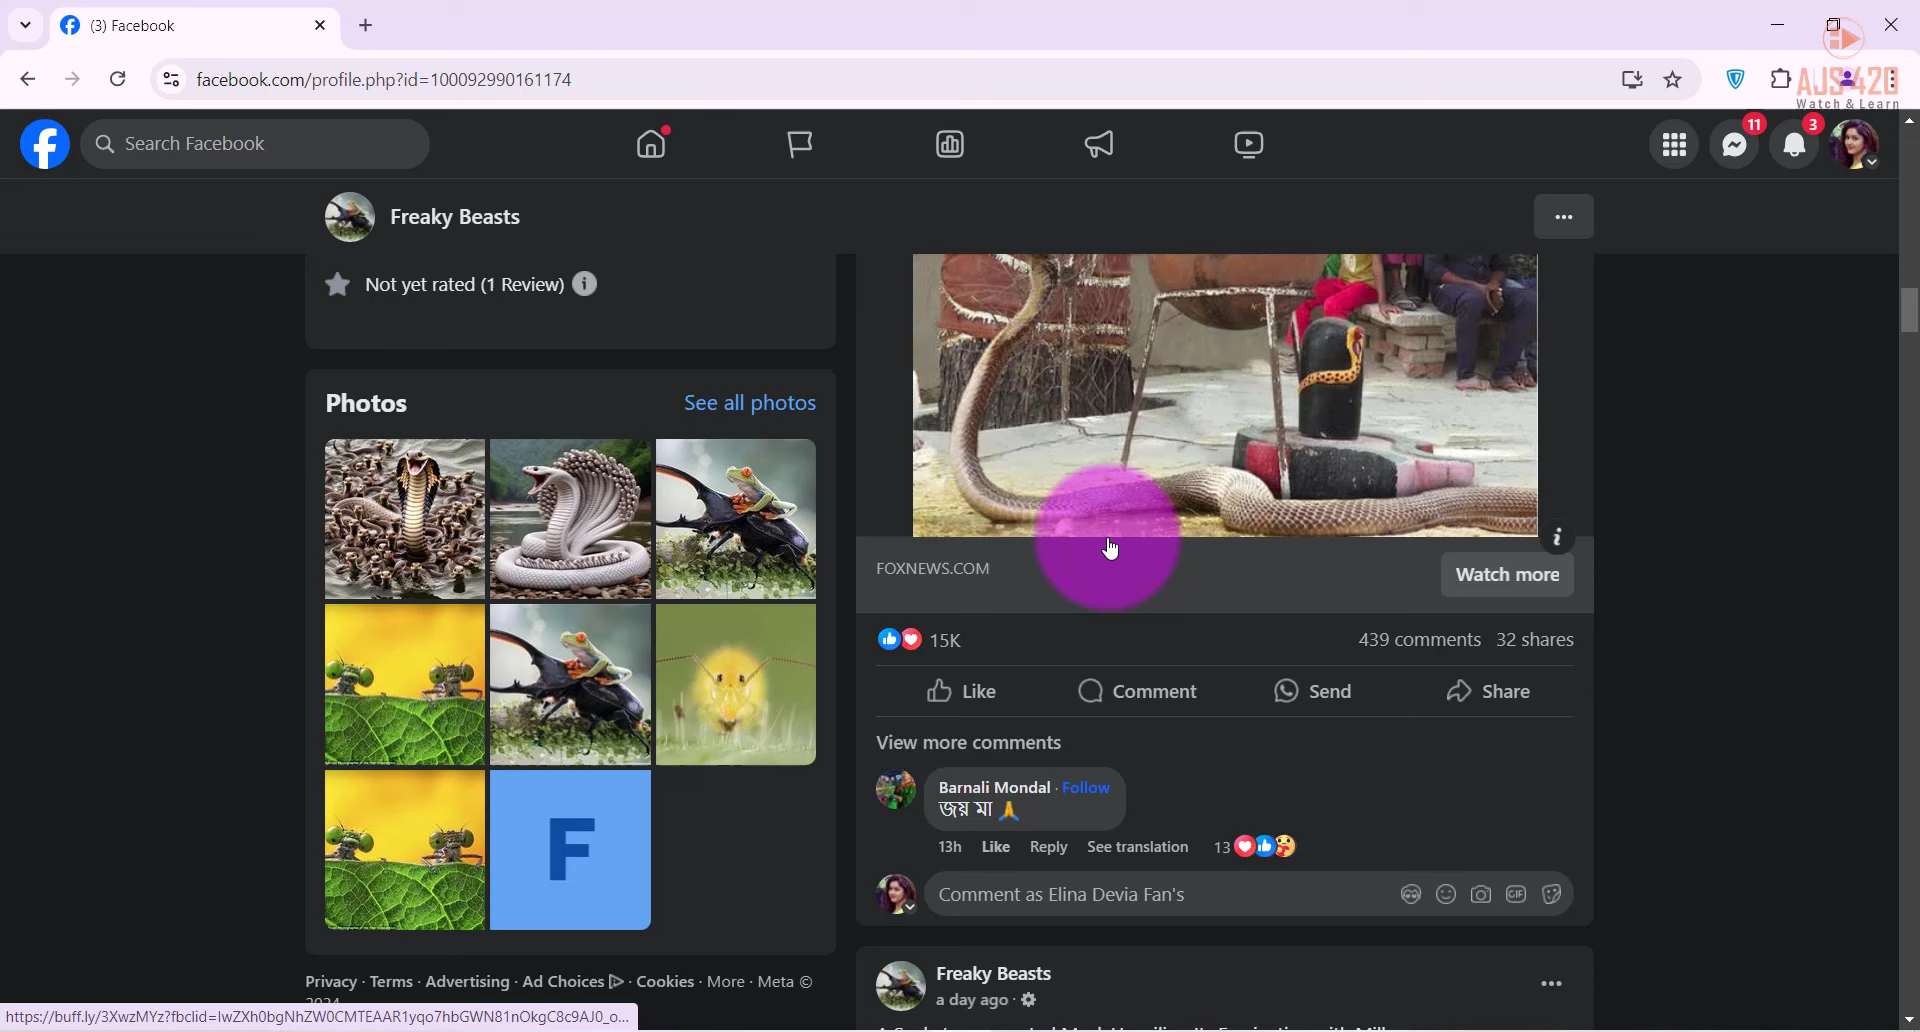 (3) Facebook
facebook.com/profile.php?id=100092990161174
AJS420
Watch & Learn
Search Facebook
11
3
Freaky Beasts
Not yet rated (1 Review)
Photos
See all photos
F
Privacy · Terms · Advertising · Ad Choices · Cookies · More · Meta ©
FOXNEWS.COM
Watch more
15K
439 comments 32 shares
Like Comment Send Share
View more comments
Barnali Mondal · Follow
জয় মা 🙏
13h Like Reply See translation 13
Comment as Elina Devia Fan's
GIF
Freaky Beasts
a day ago ·
https://buff.ly/3XwzMYz?fbclid=IwZXh0bgNhZW0CMTEAAR1yqo7hbGWN81nOkgC8c9AJ0_o...